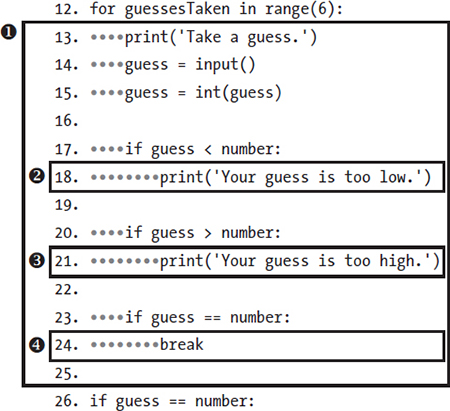 12. for guessesTaken in range(6):
❶
13. ••••print('Take a guess.')
14. ••••guess = input()
15. ••••guess = int(guess)
16.
17. ••••if guess < number:
❷ 18. ••••••••print('Your guess is too low.')
19.
20. ••••if guess > number:
❸ 21. ••••••••print('Your guess is too high.')
22.
23. ••••if guess == number:
❹ 24. ••••••••break
25.
26. if guess == number: